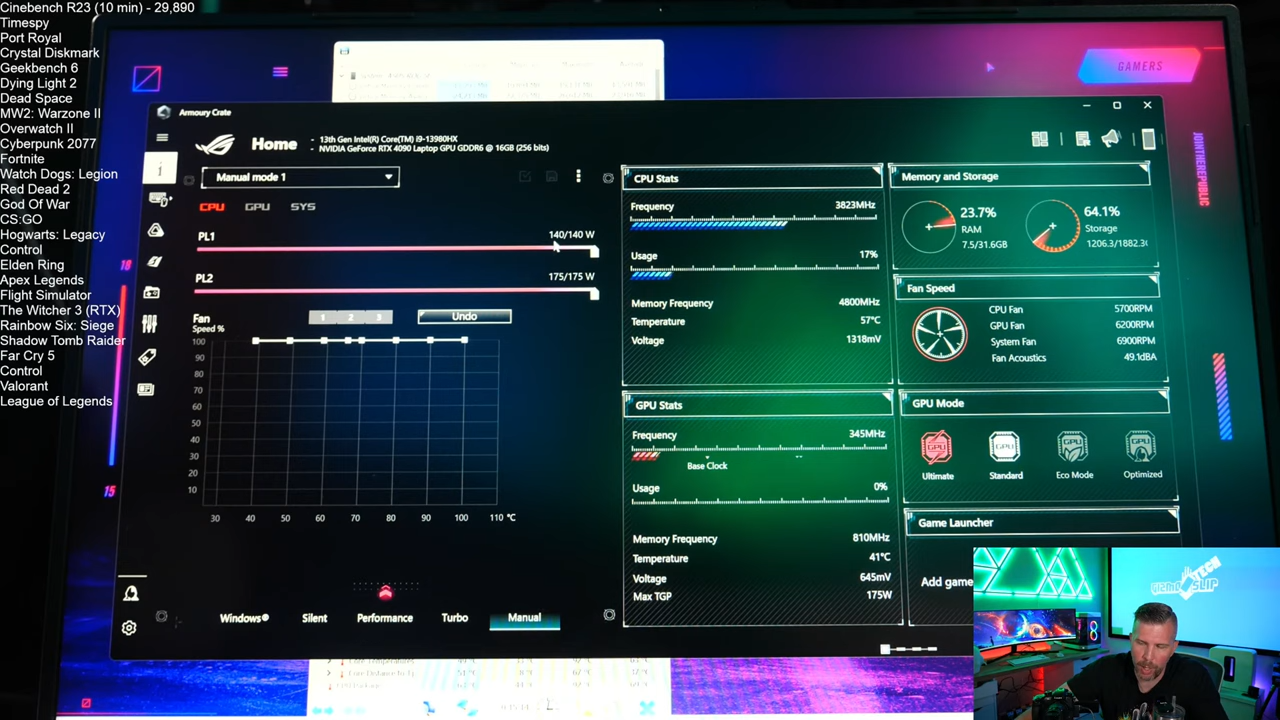 Cinebench R23 (10 min) - 29,890
Timespy
Port Royal
Crystal Diskmark
Geekbench 6
Dying Light 2
Dead Space
MW2: Warzone II
Overwatch II
Cyberpunk 2077
Fortnite
Watch Dogs: Legion
Red Dead 2
God Of War
CS:GO
Hogwarts: Legacy
Control
Elden Ring
Apex Legends
Flight Simulator
The Witcher 3 (RTX)
Rainbow Six: Siege
Shadow Tomb Raider
Far Cry 5
Control
Valorant
League of Legends
GAMERS
JOINTHEREPUBLIC
18
15
Armoury Crate
Home
- 13th Gen Intel(R) Core(TM) i9-13980HX
- NVIDIA GeForce RTX 4090 Laptop GPU GDDR6 @ 16GB (256 bits)
Manual mode 1
CPU GPU SYS
PL1 140/140 W
PL2 175/175 W
Fan
Speed %
1 2 3
Undo
100
90
80
70
60
50
40
30
20
10
30 40 50 60 70 80 90 100 110 °C
Windows® Silent Performance Turbo Manual
CPU Stats
Frequency 3823MHz
Usage 17%
Memory Frequency 4800MHz
Temperature 57°C
Voltage 1318mV
GPU Stats
Frequency 345MHz
Base Clock
Usage 0%
Memory Frequency 810MHz
Temperature 41°C
Voltage 645mV
Max TGP 175W
Memory and Storage
23.7%
RAM
7.5/31.6GB
64.1%
Storage
Fan Speed
CPU Fan 5700RPM
GPU Fan 6200RPM
System Fan 6900RPM
Fan Acoustics 49.1dBA
GPU Mode
Ultimate Standard Eco Mode Optimized
Game Launcher
Add game
GIZMO SLIP
TECH